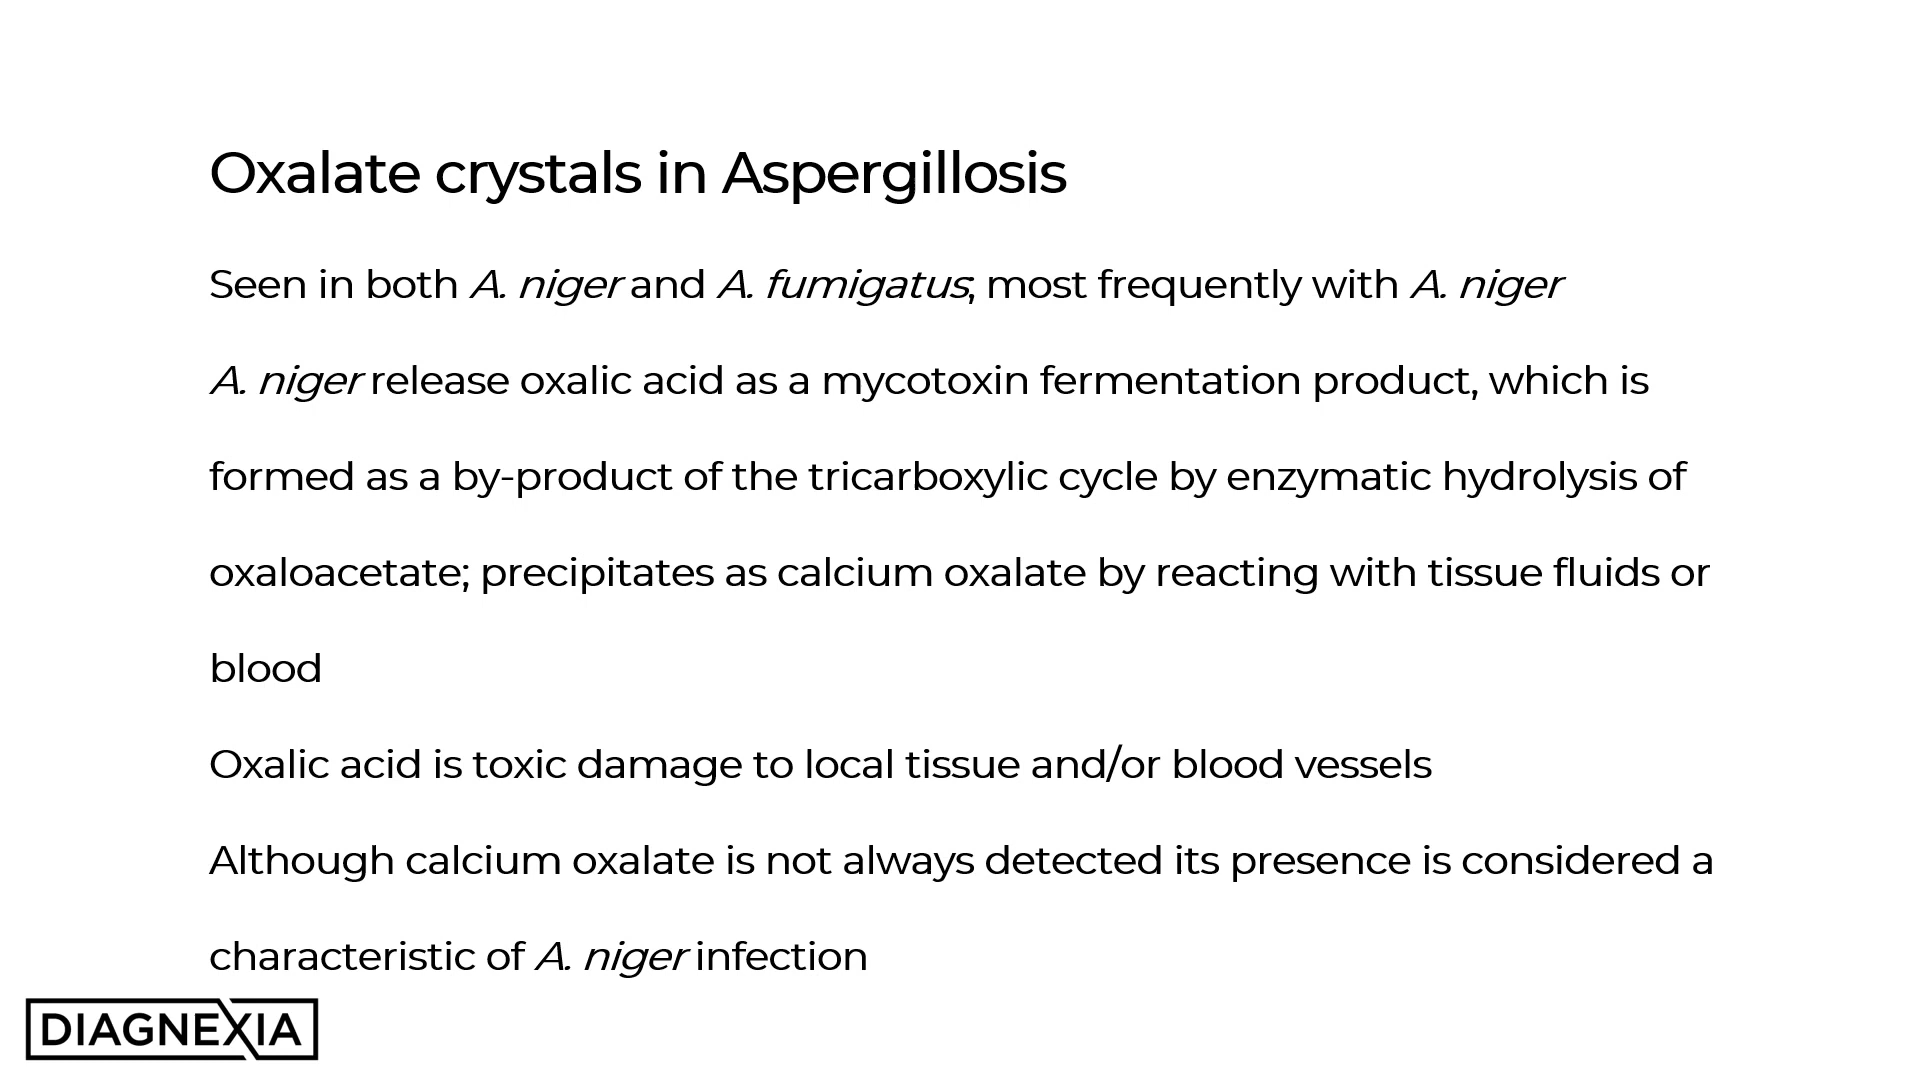 Oxalate crystals in Aspergillosis
Seen in both A. niger and A. fumigatus; most frequently with A. niger
A. niger release oxalic acid as a mycotoxin fermentation product, which is
formed as a by-product of the tricarboxylic cycle by enzymatic hydrolysis of
oxaloacetate; precipitates as calcium oxalate by reacting with tissue fluids or
blood
Oxalic acid is toxic damage to local tissue and/or blood vessels
Although calcium oxalate is not always detected its presence is considered a
characteristic of A. niger infection
DIAGNEXIA